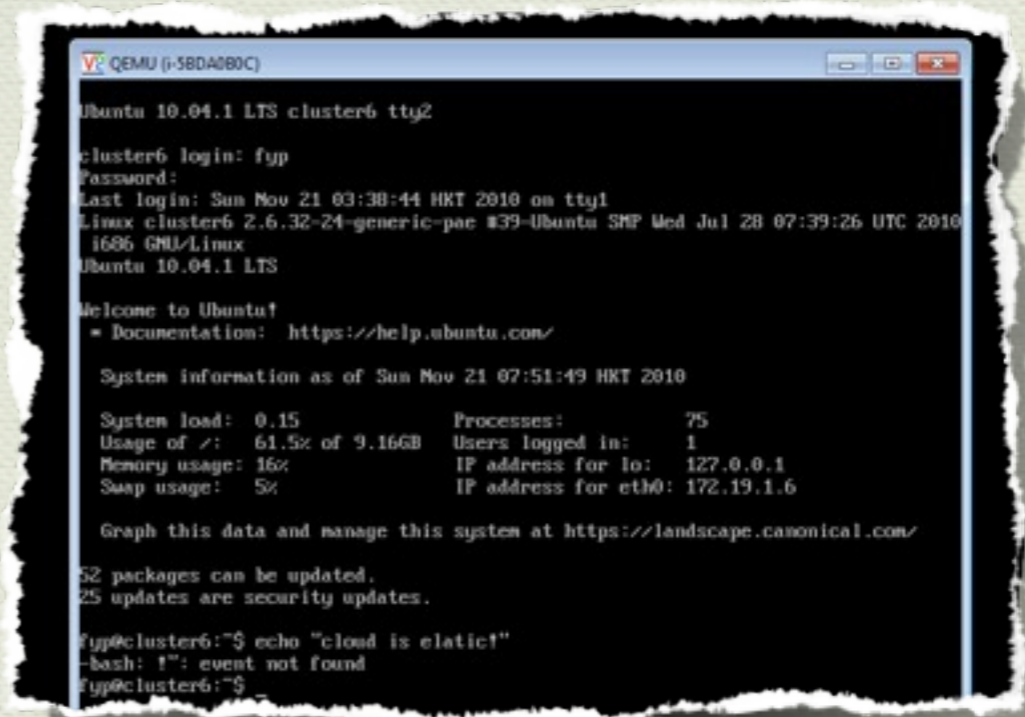 QEMU (i-5BDA0B0C)
Ubuntu 10.04.1 LTS cluster6 tty2
cluster6 login: fyp
Password:
Last login: Sun Nov 21 03:38:44 HKT 2010 on tty1
Linux cluster6 2.6.32-24-generic-pae #39-Ubuntu SMP Wed Jul 28 07:39:26 UTC 2010
i686 GNU/Linux
Ubuntu 10.04.1 LTS
Welcome to Ubuntu!
* Documentation: https://help.ubuntu.com/
System information as of Sun Nov 21 07:51:49 HKT 2010
System load: 0.15 Processes: 75
Usage of /: 61.5% of 9.16GB Users logged in: 1
Memory usage: 16% IP address for lo: 127.0.0.1
Swap usage: 5% IP address for eth0: 172.19.1.6
Graph this data and manage this system at https://landscape.canonical.com/
52 packages can be updated.
25 updates are security updates.
fyp@cluster6:~$ echo "cloud is elatic!"
-bash: !": event not found
fyp@cluster6:~$ _